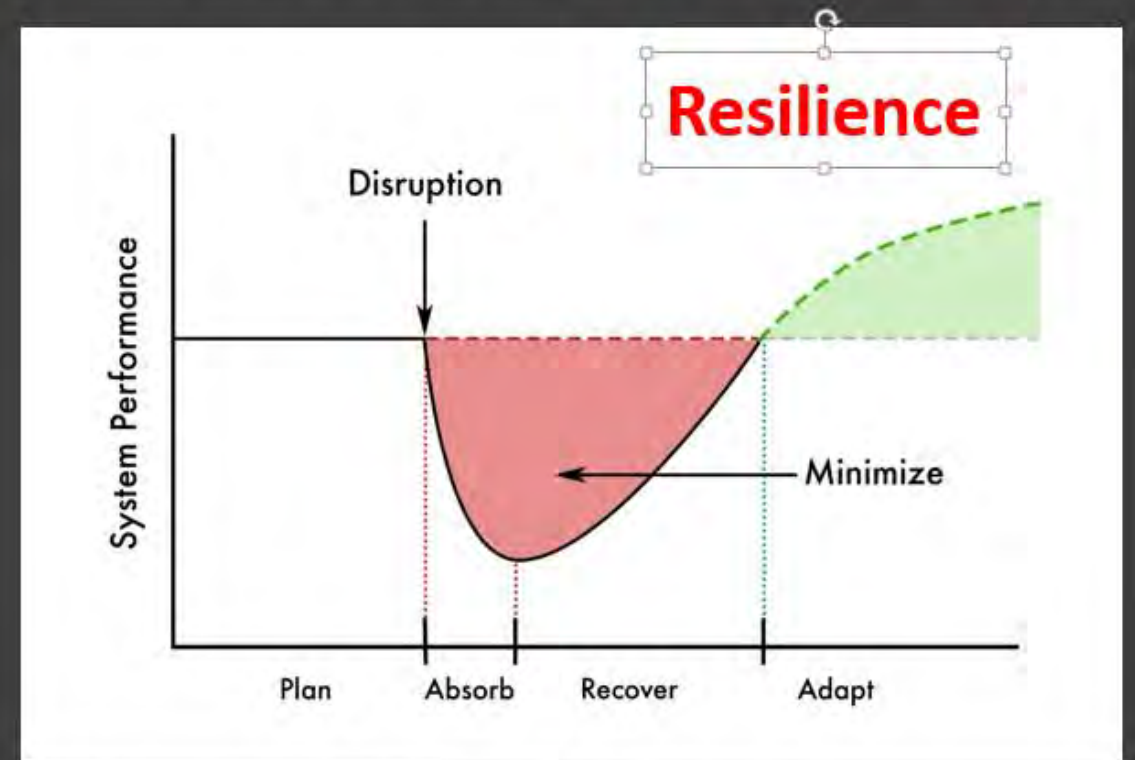 Resilience
Disruption
System Performance
Minimize
Plan
Absorb
Recover
Adapt